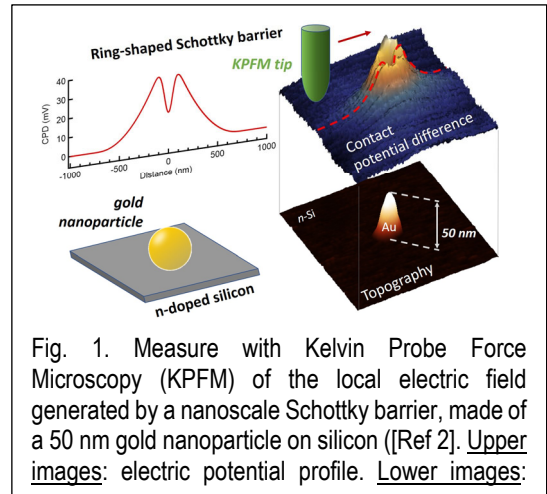 Ring-shaped Schottky barrier
KPFM tip
CPD (mV)
40
30
20
10
0
-1000
-500
0
500
1000
Distance (nm)
Contact
potential difference
gold
nanoparticle
n-doped silicon
n-Si
Au
50 nm
Topography
Fig. 1. Measure with Kelvin Probe Force
Microscopy (KPFM) of the local electric field
generated by a nanoscale Schottky barrier, made of
a 50 nm gold nanoparticle on silicon ([Ref 2]. Upper
images: electric potential profile. Lower images: